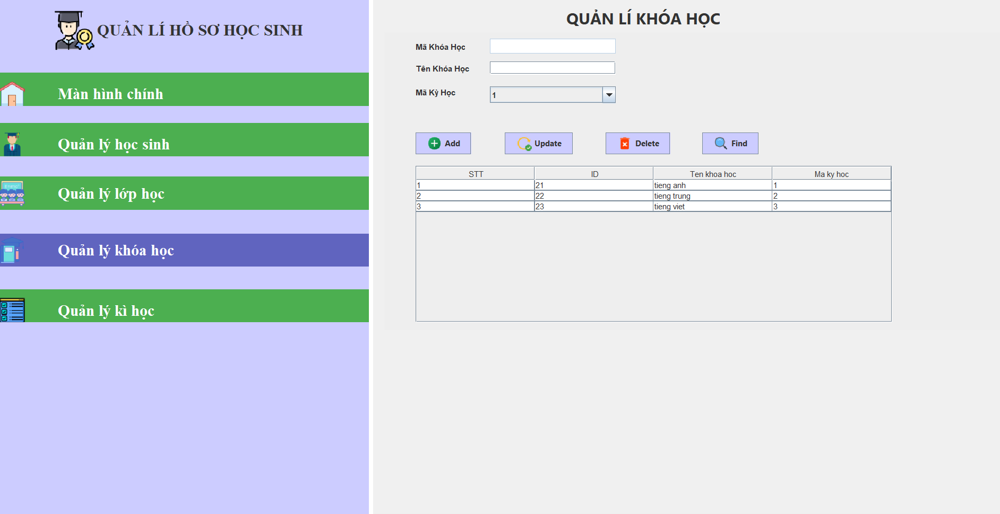 QUẢN LÍ HỒ SƠ HỌC SINH
Màn hình chính
Quản lý học sinh
Quản lý lớp học
Quản lý khóa học
Quản lý kì học
QUẢN LÍ KHÓA HỌC
Mã Khóa Học
Tên Khóa Học
Mã Kỳ Học 1
Add Update Delete Find
STT ID Ten khoa hoc Ma ky hoc
1 21 tieng anh 1
2 22 tieng trung 2
3 23 tieng viet 3